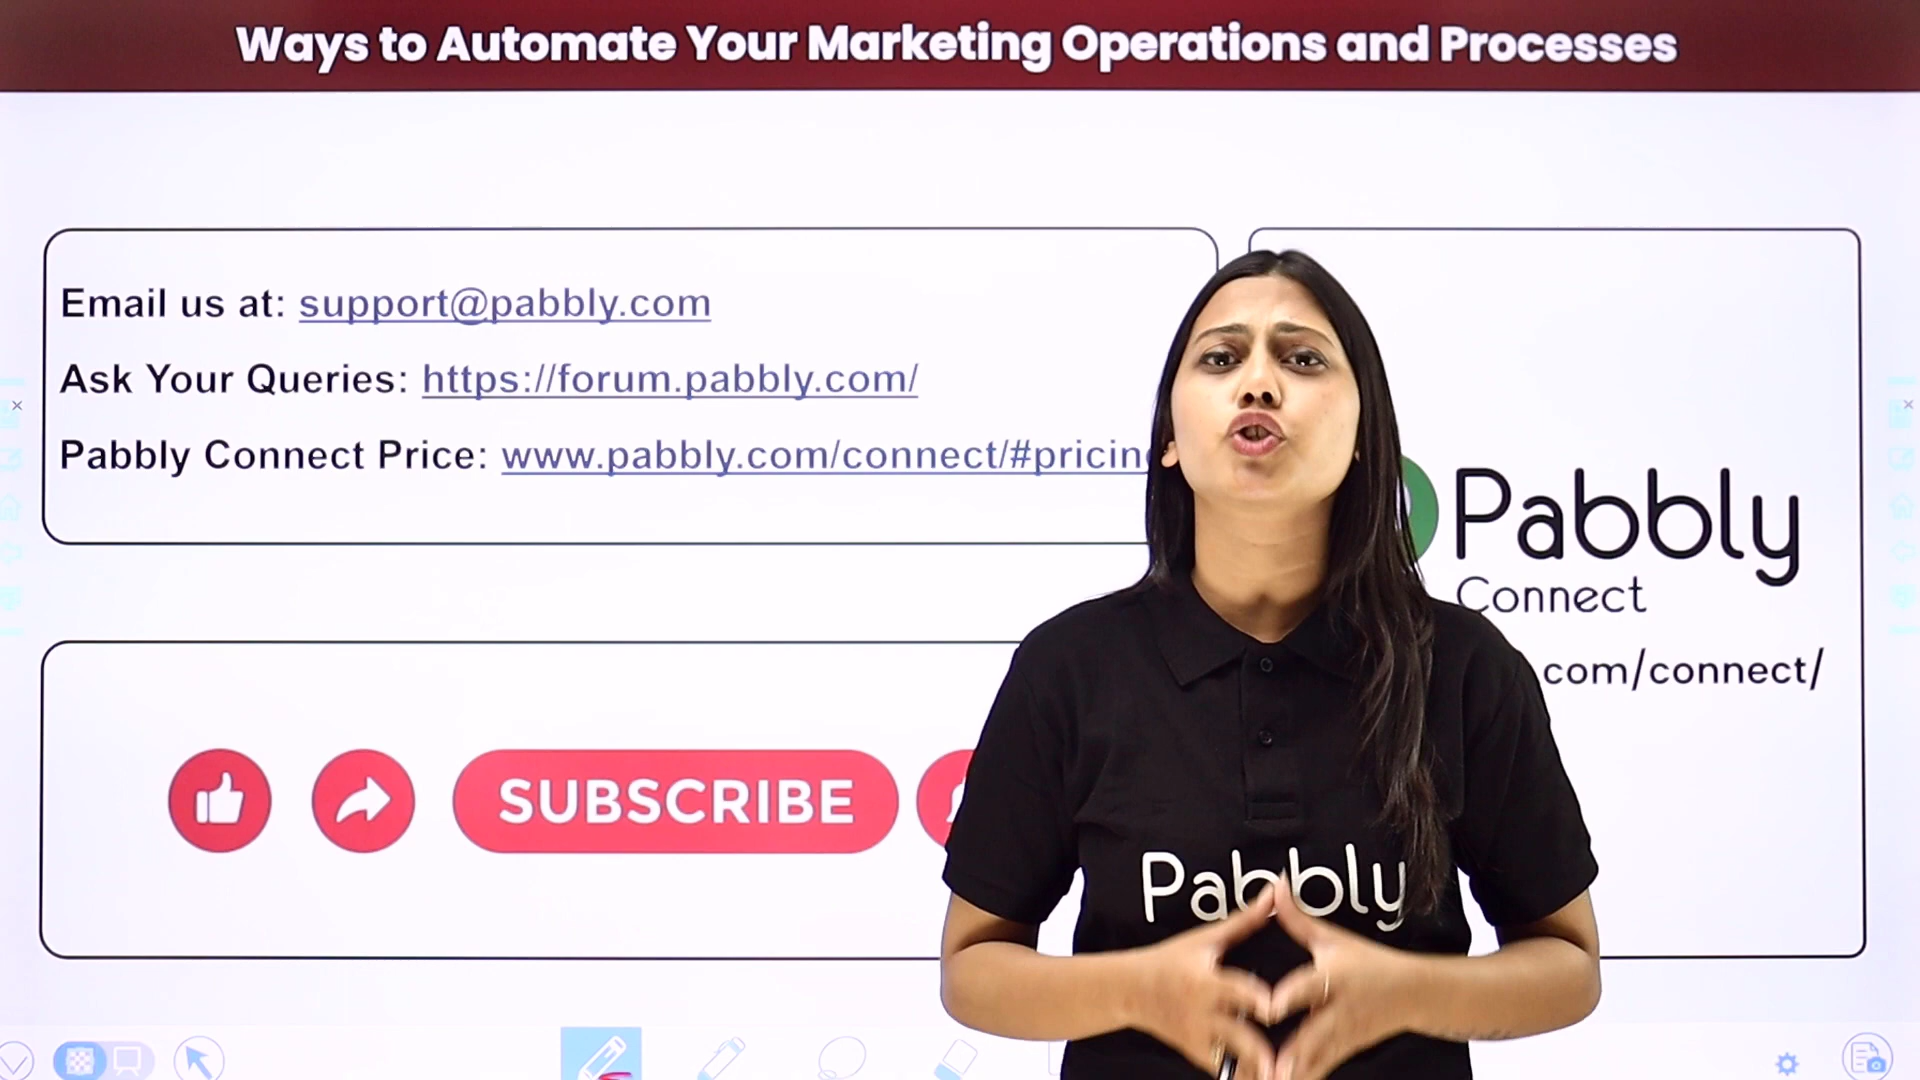 Ways to Automate Your Marketing Operations and Processes
Email us at: support@pabbly.com
Ask Your Queries: https://forum.pabbly.com/
Pabbly Connect Price: www.pabbly.com/connect/#pricing
Pabbly
Connect
.com/connect/
SUBSCRIBE
Pabbly